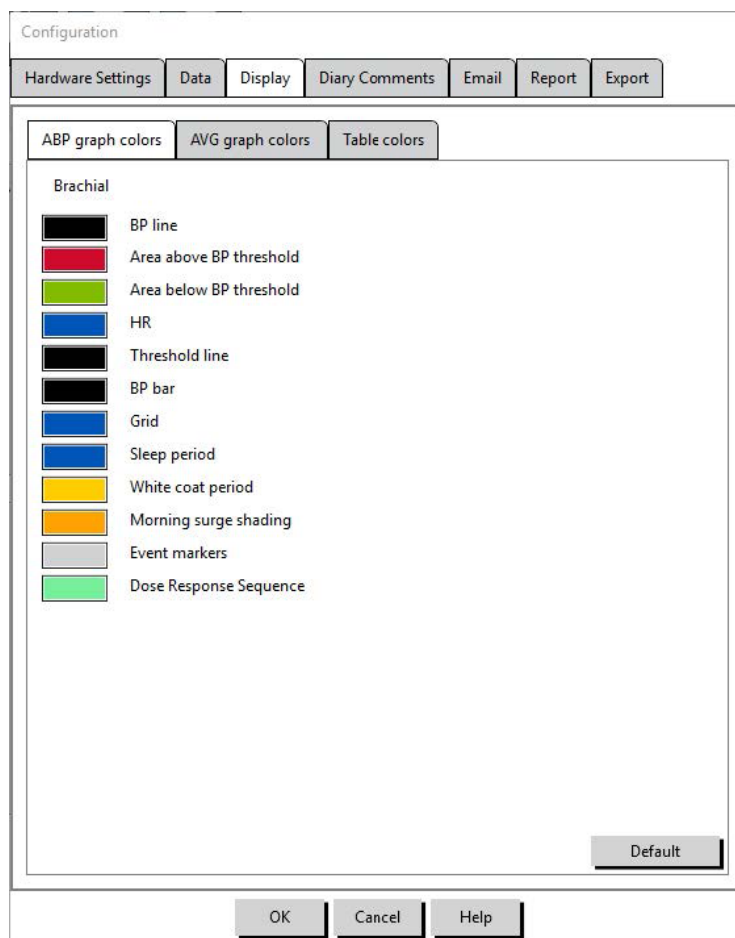 Configuration
Hardware Settings Data Display Diary Comments Email Report Export
ABP graph colors AVG graph colors Table colors
Brachial
BP line
Area above BP threshold
Area below BP threshold
HR
Threshold line
BP bar
Grid
Sleep period
White coat period
Morning surge shading
Event markers
Dose Response Sequence
Default
OK Cancel Help